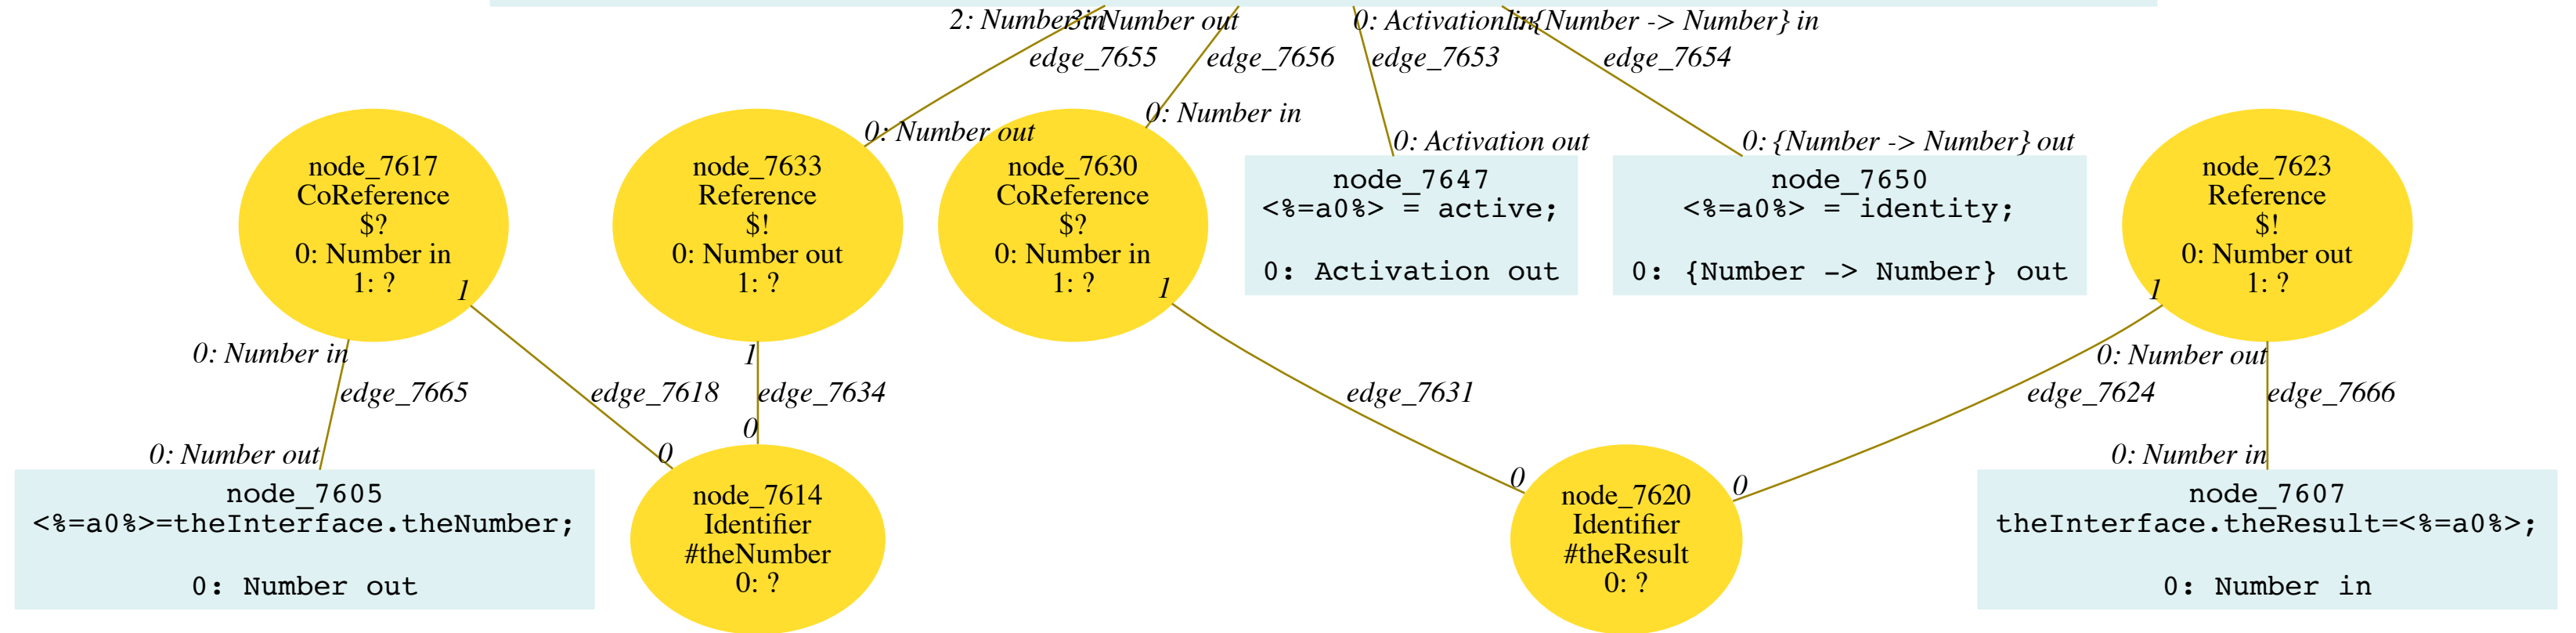 2: Number in
3: Number out
0: Activation in
1: {Number -> Number} in
edge_7655
edge_7656
edge_7653
edge_7654
0: Number out
0: Number in
0: Activation out
0: {Number -> Number} out
node_7617
CoReference
$?
0: Number in
1: ?
1
node_7633
Reference
$!
0: Number out
1: ?
node_7630
CoReference
$?
0: Number in
1: ?
1
node_7647
<%=a0%> = active;
0: Activation out
node_7650
<%=a0%> = identity;
0: {Number -> Number} out
node_7623
Reference
$!
0: Number out
1: ?
1
0: Number in
1
0: Number out
edge_7665
edge_7618
edge_7634
edge_7631
edge_7624
edge_7666
0: Number out
0
0
0
0
0: Number in
node_7605
<%=a0%>=theInterface.theNumber;
0: Number out
node_7614
Identifier
#theNumber
0: ?
node_7620
Identifier
#theResult
0: ?
node_7607
theInterface.theResult=<%=a0%>;
0: Number in